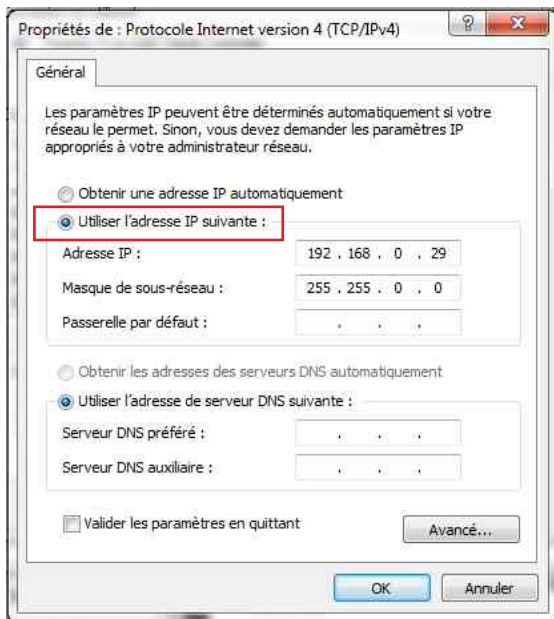 Propriétés de : Protocole Internet version 4 (TCP/IPv4)
Général
Les paramètres IP peuvent être déterminés automatiquement si votre
réseau le permet. Sinon, vous devez demander les paramètres IP
appropriés à votre administrateur réseau.
Obtenir une adresse IP automatiquement
Utiliser l'adresse IP suivante :
Adresse IP : 192 . 168 . 0 . 29
Masque de sous-réseau : 255 . 255 . 0 . 0
Passerelle par défaut : . . .
Obtenir les adresses des serveurs DNS automatiquement
Utiliser l'adresse de serveur DNS suivante :
Serveur DNS préféré : . . .
Serveur DNS auxiliaire : . . .
Valider les paramètres en quittant Avancé...
OK Annuler